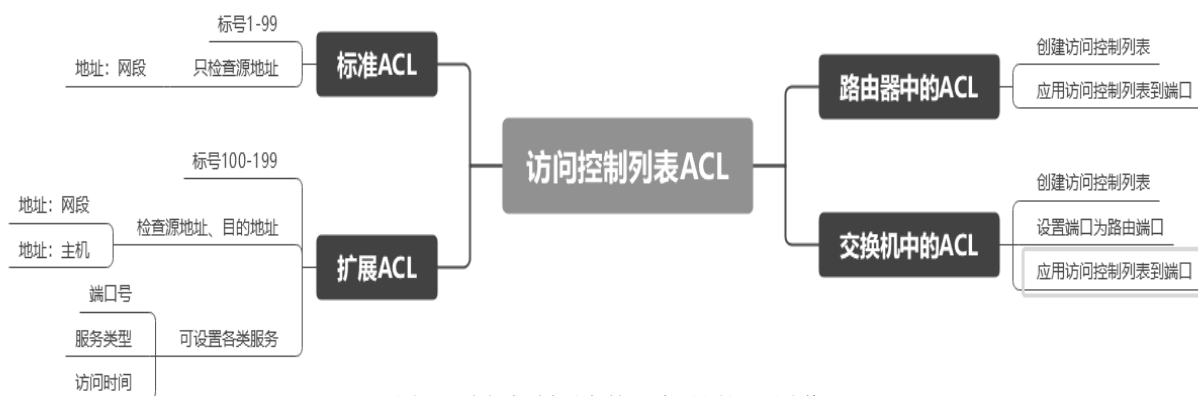 访问控制列表ACL
标准ACL
标号1-99
只检查源地址
地址：网段
扩展ACL
标号100-199
检查源地址、目的地址
地址：网段
地址：主机
可设置各类服务
端口号
服务类型
访问时间
路由器中的ACL
创建访问控制列表
应用访问控制列表到端口
交换机中的ACL
创建访问控制列表
设置端口为路由端口
应用访问控制列表到端口